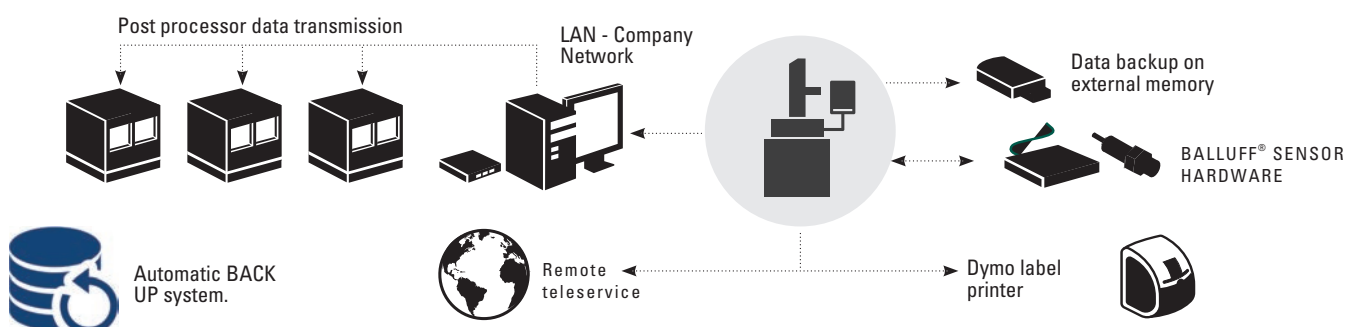 Post processor data transmission
LAN - Company
Network
Data backup on
external memory
BALLUFF® SENSOR
HARDWARE
Automatic BACK
UP system.
Remote
teleservice
Dymo label
printer